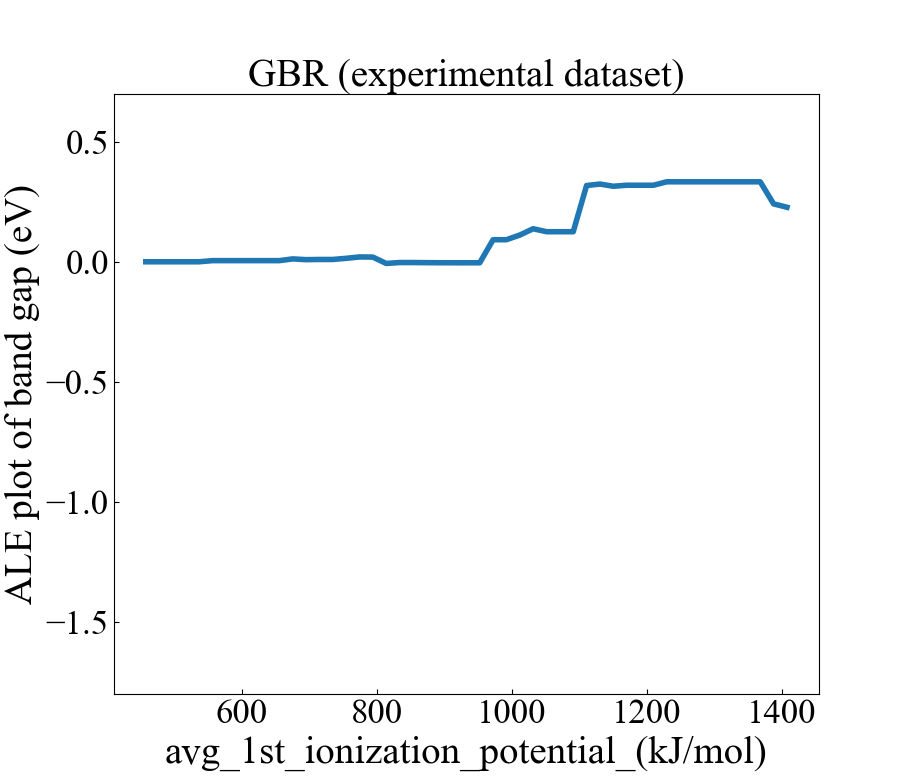 GBR (experimental dataset)
ALE plot of band gap (eV)
0.5
0.0
−0.5
−1.0
−1.5
600 800 1000 1200 1400
avg_1st_ionization_potential_(kJ/mol)